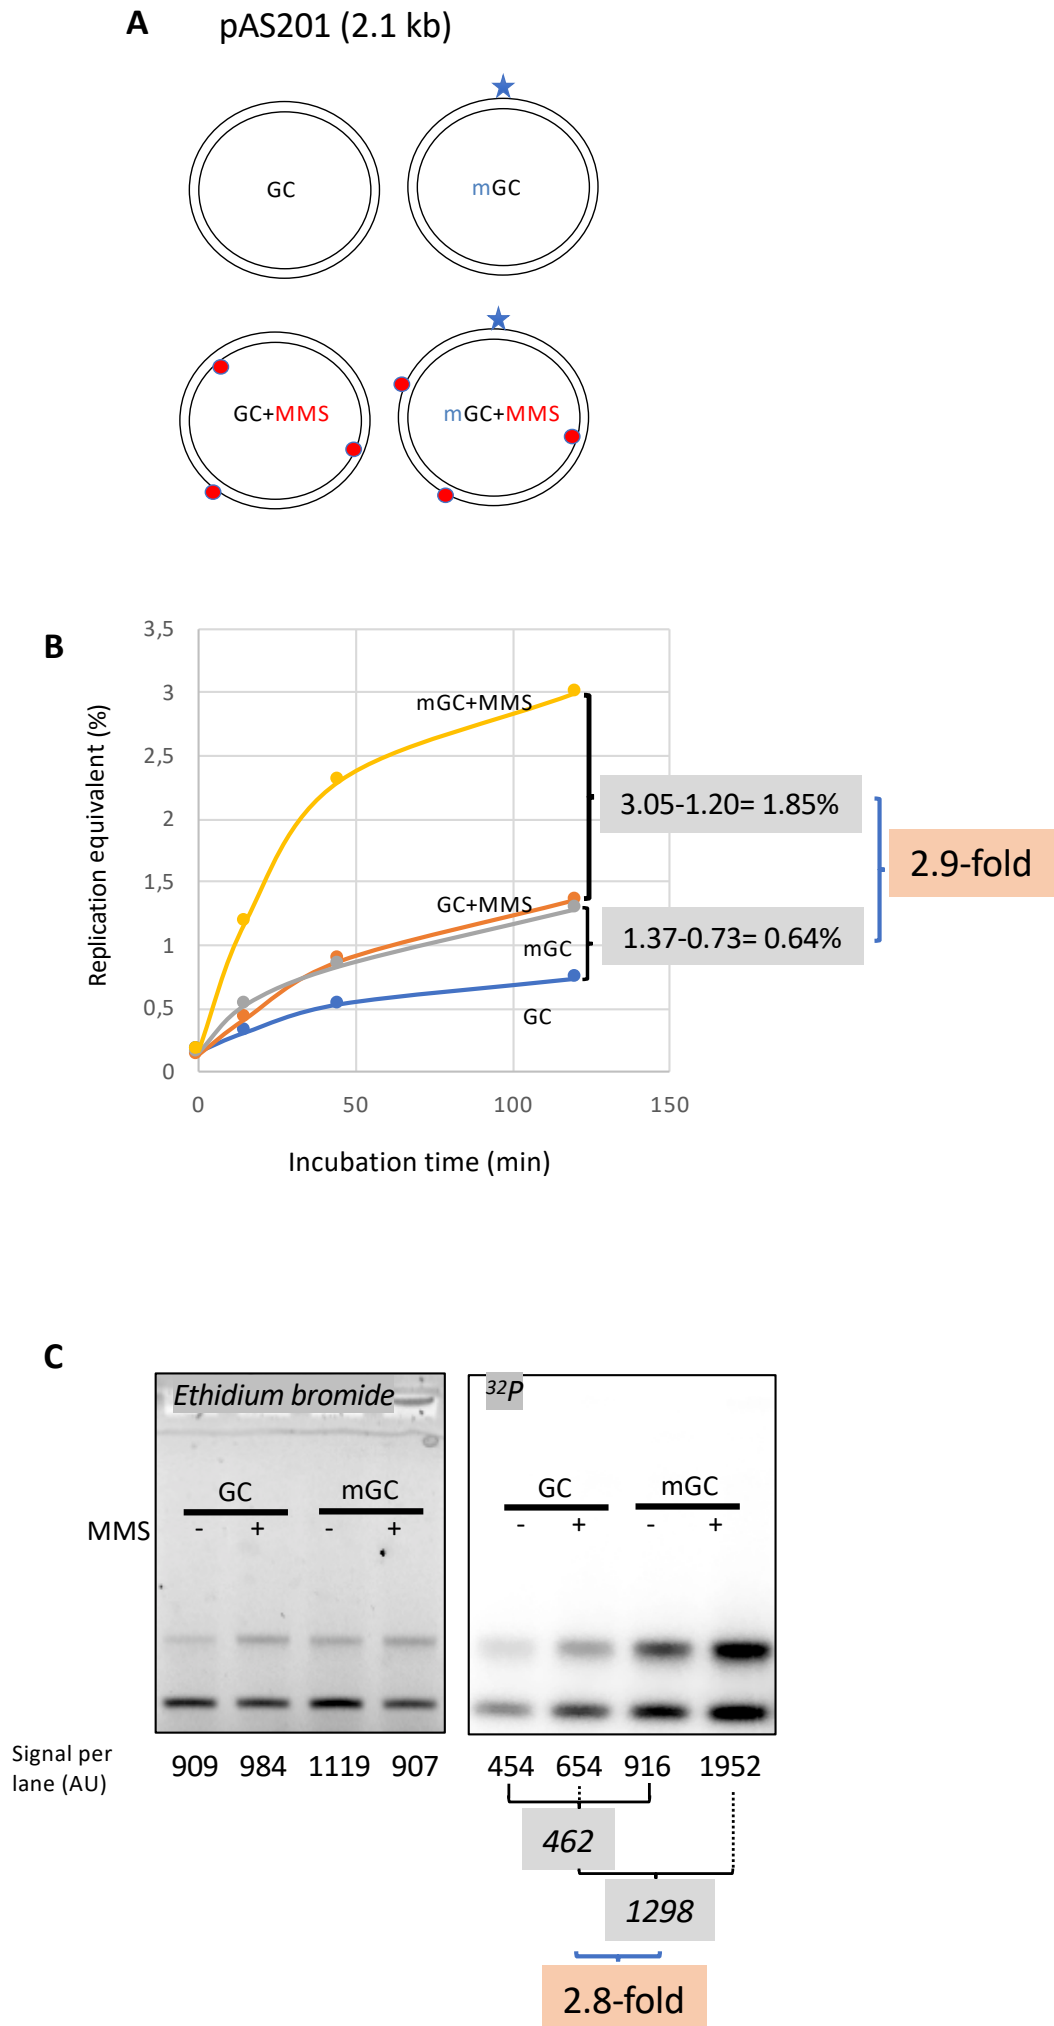 A pAS201 (2.1 kb)
GC
mGC
GC+MMS
mGC+MMS
B
Replication equivalent (%)
3,5
3
2,5
2
1,5
1
0,5
0
0 50 100 150
Incubation time (min)
mGC+MMS
GC+MMS
mGC
GC
3.05-1.20= 1.85%
1.37-0.73= 0.64%
2.9-fold
C
Ethidium bromide
GC mGC
MMS - + - +
32P
GC mGC
- + - +
Signal per
lane (AU)
909 984 1119 907
454 654 916 1952
462
1298
2.8-fold